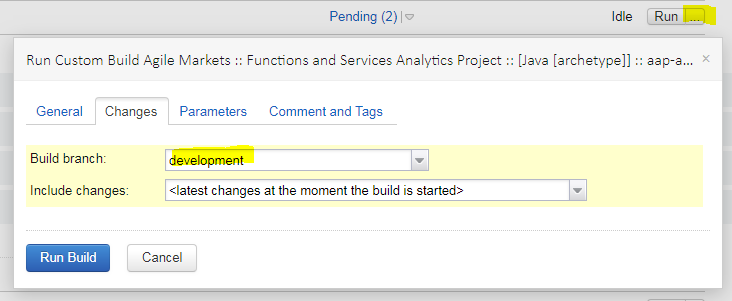 Pending (2) Idle Run ...
Run Custom Build Agile Markets :: Functions and Services Analytics Project :: [Java [archetype]] :: aap-a... ×
General Changes Parameters Comment and Tags
Build branch: development
Include changes: <latest changes at the moment the build is started>
Run Build Cancel